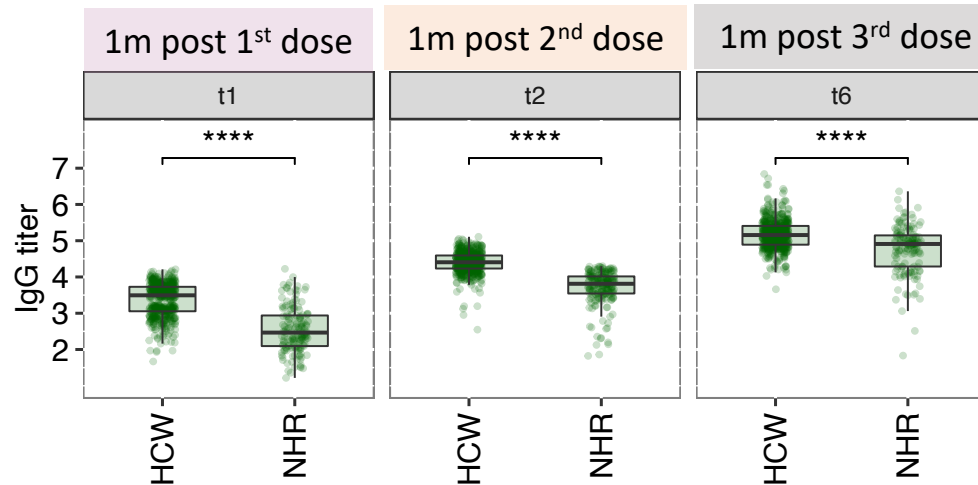 1m post 1st dose
1m post 2nd dose
1m post 3rd dose
t1
t2
t6
****
****
****
IgG titer
7
6
5
4
3
2
HCW
NHR
HCW
NHR
HCW
NHR